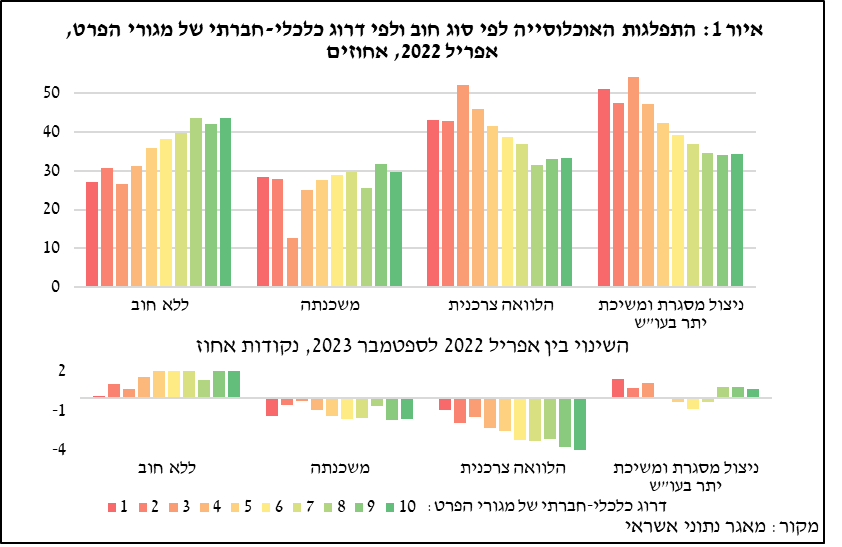 איור 1: התפלגות האוכלוסייה לפי סוג חוב ולפי דרוג כלכלי-חברתי של מגורי הפרט,
אפריל 2022, אחוזים
50
40
30
20
10
0
ללא חוב
משכנתה
הלוואה צרכנית
ניצול מסגרת ומשיכת
יתר בעו״ש
השינוי בין אפריל 2022 לספטמבר 2023, נקודות אחוז
2
-1
-4
ללא חוב
משכנתה
הלוואה צרכנית
ניצול מסגרת ומשיכת
יתר בעו״ש
דרוג כלכלי-חברתי של מגורי הפרט: 1 2 3 4 5 6 7 8 9 10
מקור: מאגר נתוני אשראי